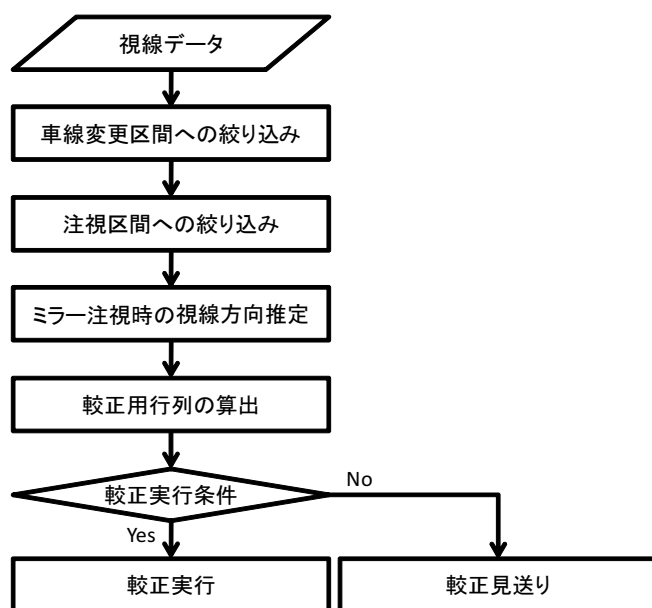 視線データ
車線変更区間への絞り込み
注視区間への絞り込み
ミラー注視時の視線方向推定
較正用行列の算出
較正実行条件
No
Yes
較正実行
較正見送り